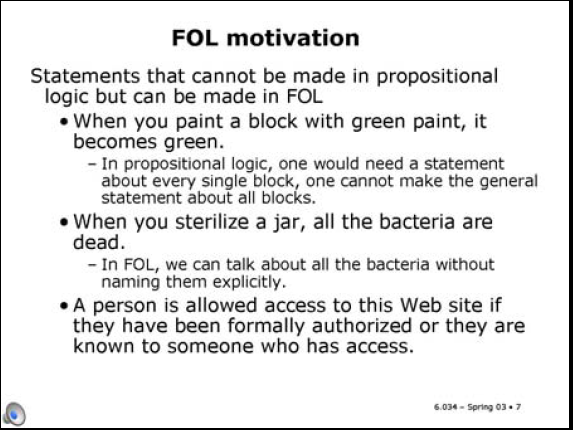 FOL motivation
Statements that cannot be made in propositional
logic but can be made in FOL
• When you paint a block with green paint, it
becomes green.
– In propositional logic, one would need a statement
about every single block, one cannot make the general
statement about all blocks.
• When you sterilize a jar, all the bacteria are
dead.
– In FOL, we can talk about all the bacteria without
naming them explicitly.
• A person is allowed access to this Web site if
they have been formally authorized or they are
known to someone who has access.
6.034 – Spring 03 • 7